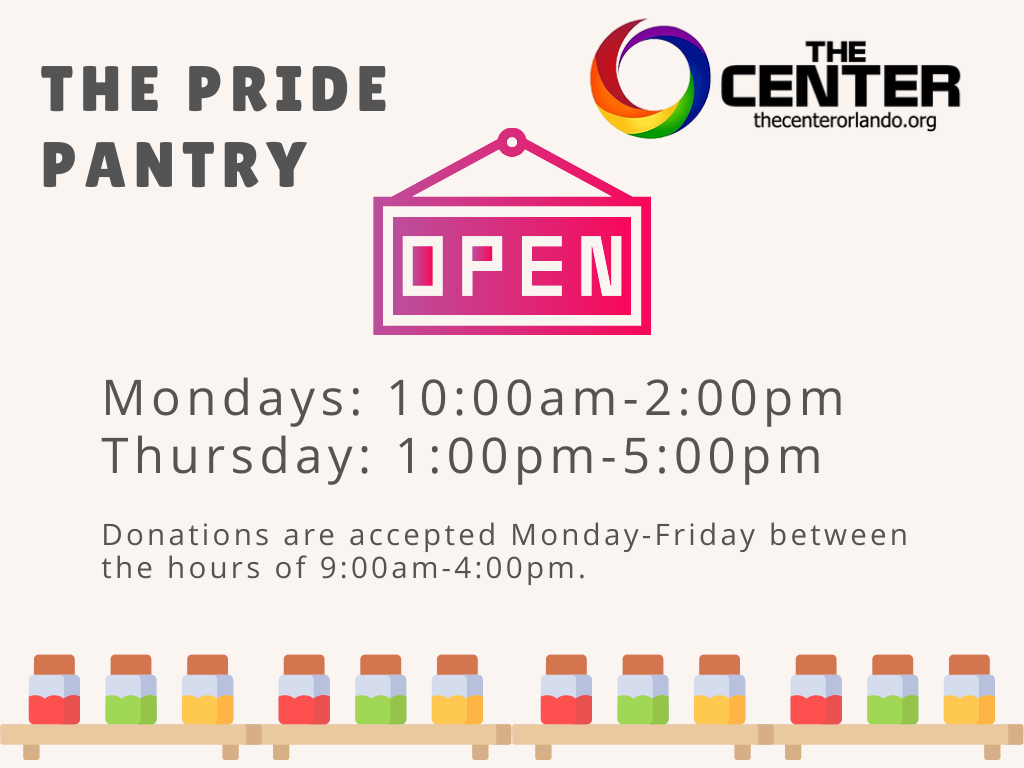 THE PRIDE
PANTRY
THE
CENTER
thecenterorlando.org
OPEN
Mondays: 10:00am-2:00pm
Thursday: 1:00pm-5:00pm
Donations are accepted Monday-Friday between
the hours of 9:00am-4:00pm.